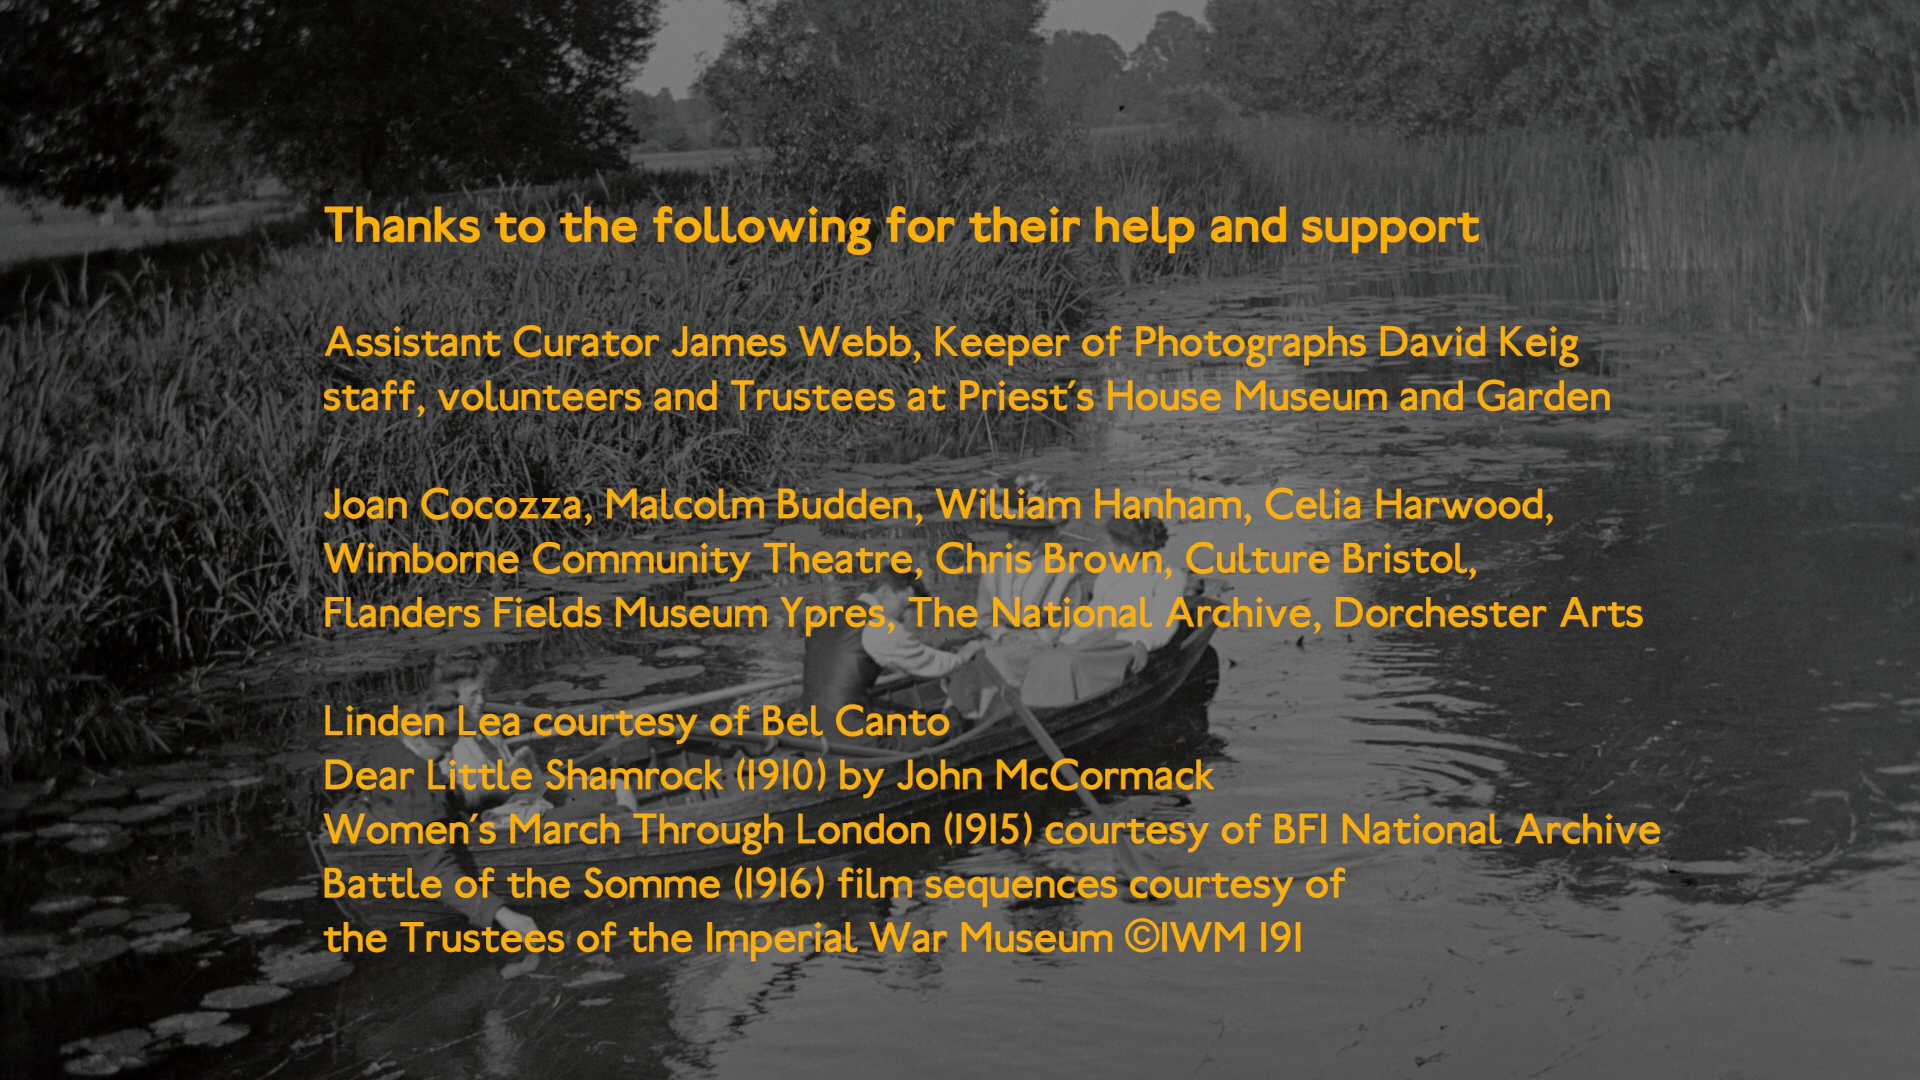 Thanks to the following for their help and support
Assistant Curator James Webb, Keeper of Photographs David Keig
staff, volunteers and Trustees at Priest's House Museum and Garden
Joan Cocozza, Malcolm Budden, William Hanham, Celia Harwood,
Wimborne Community Theatre, Chris Brown, Culture Bristol,
Flanders Fields Museum Ypres, The National Archive, Dorchester Arts
Linden Lea courtesy of Bel Canto
Dear Little Shamrock (1910) by John McCormack
Women's March Through London (1915) courtesy of BFI National Archive
Battle of the Somme (1916) film sequences courtesy of
the Trustees of the Imperial War Museum ©IWM 191